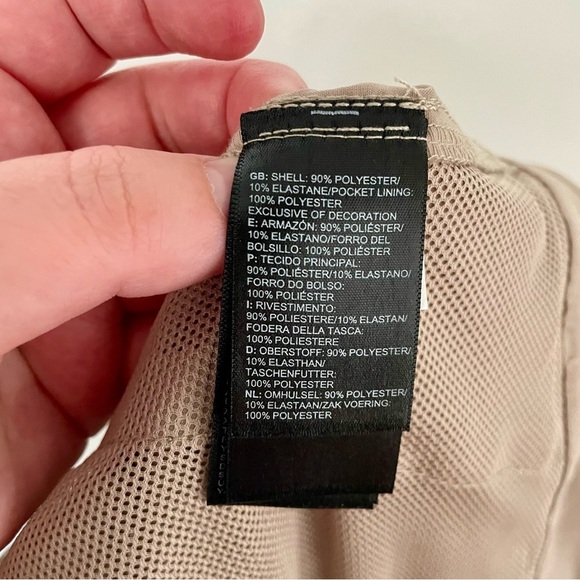 GB: SHELL: 90% POLYESTER/
10% ELASTANE/POCKET LINING:
100% POLYESTER
EXCLUSIVE OF DECORATION
E: ARMAZÓN: 90% POLIÉSTER/
10% ELASTANO/FORRO DEL
BOLSILLO: 100% POLIÉSTER
P: TECIDO PRINCIPAL:
90% POLIÉSTER/10% ELASTANO/
FORRO DO BOLSO:
100% POLIÉSTER
I: RIVESTIMENTO:
90% POLIESTERE/10% ELASTAN/
FODERA DELLA TASCA:
100% POLIESTERE
D: OBERSTOFF: 90% POLYESTER/
10% ELASTHAN/
TASCHENFUTTER:
100% POLYESTER
NL: OMHULSEL: 90% POLYESTER/
10% ELASTAAN/ZAK VOERING:
100% POLYESTER